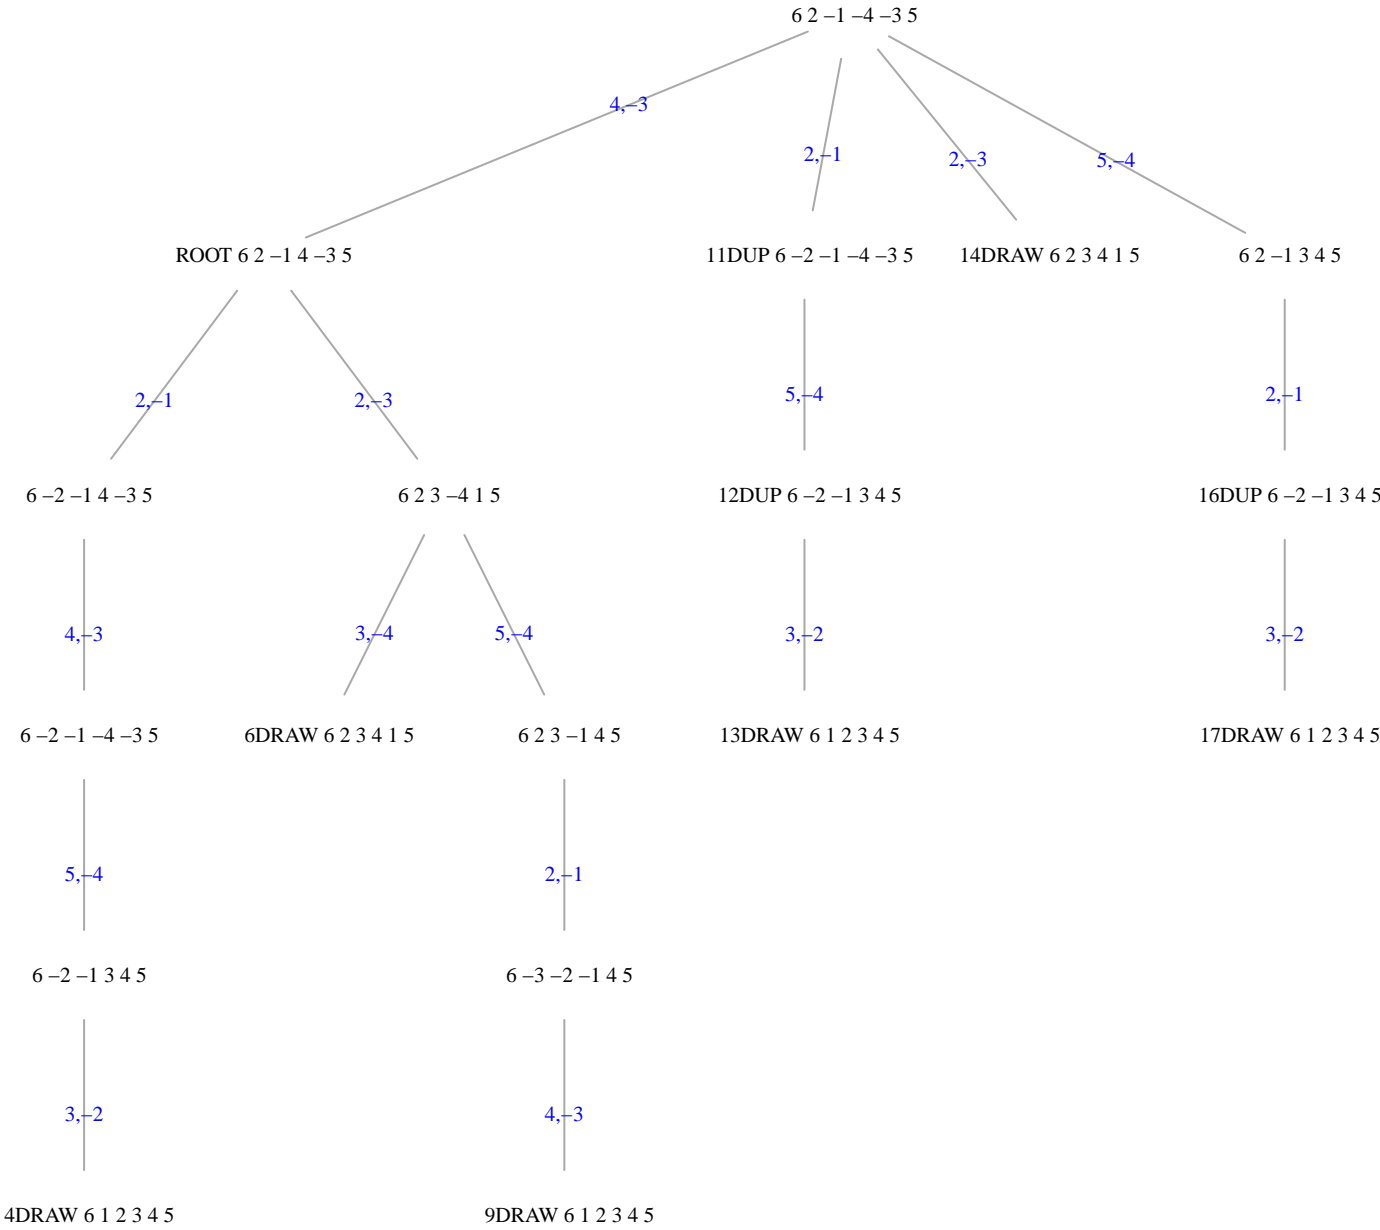 6 2 –1 –4 –3 5
4,–3
2,–1
2,–3
5,–4
ROOT 6 2 –1 4 –3 5
11DUP 6 –2 –1 –4 –3 5
14DRAW 6 2 3 4 1 5
6 2 –1 3 4 5
2,–1
2,–3
5,–4
2,–1
6 –2 –1 4 –3 5
6 2 3 –4 1 5
12DUP 6 –2 –1 3 4 5
16DUP 6 –2 –1 3 4 5
4,–3
3,–4
5,–4
3,–2
3,–2
6 –2 –1 –4 –3 5
6DRAW 6 2 3 4 1 5
6 2 3 –1 4 5
13DRAW 6 1 2 3 4 5
17DRAW 6 1 2 3 4 5
5,–4
2,–1
6 –2 –1 3 4 5
6 –3 –2 –1 4 5
3,–2
4,–3
4DRAW 6 1 2 3 4 5
9DRAW 6 1 2 3 4 5